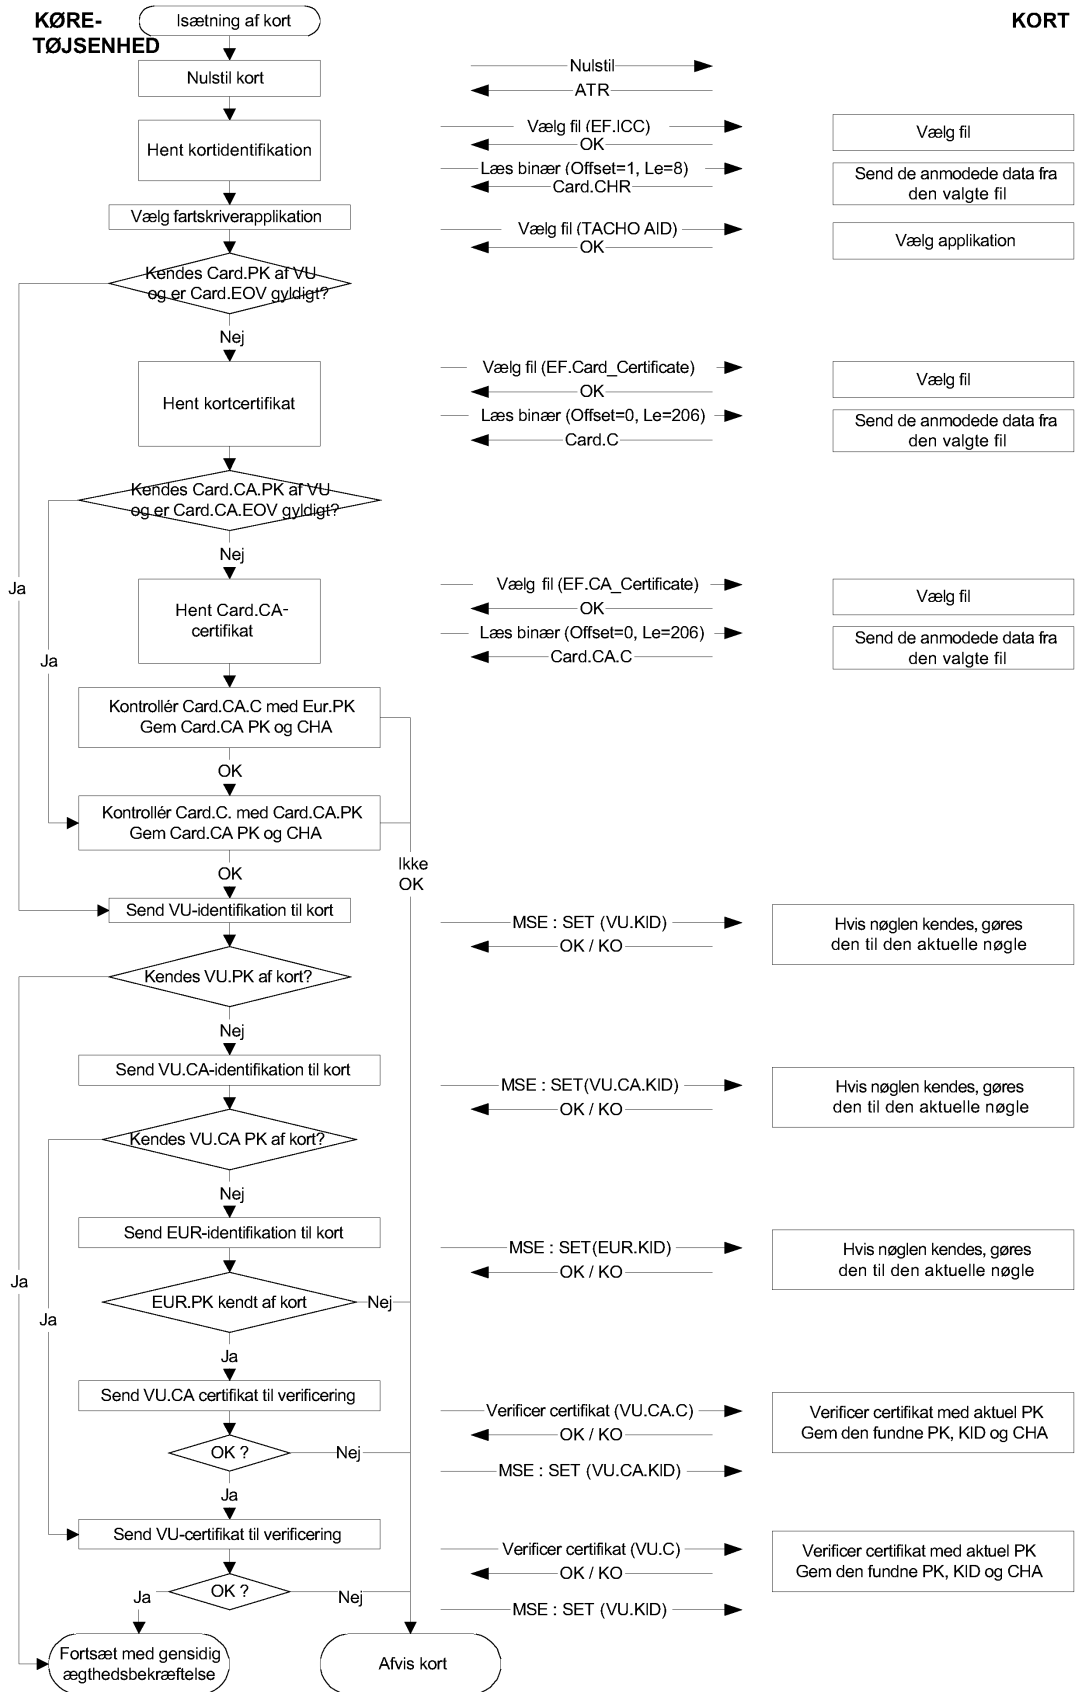 KØRE-
TØJSENHED
KORT
Isætning af kort
Nulstil kort
Nulstil
ATR
Hent kortidentifikation
Vælg fil (EF.ICC)
OK
Vælg fil
Læs binær (Offset=1, Le=8)
Card.CHR
Send de anmodede data fra
den valgte fil
Vælg fartskriverapplikation
Vælg fil (TACHO AID)
OK
Vælg applikation
Kendes Card.PK af VU
og er Card.EOV gyldigt?
Nej
Hent kortcertifikat
Vælg fil (EF.Card_Certificate)
OK
Vælg fil
Læs binær (Offset=0, Le=206)
Card.C
Send de anmodede data fra
den valgte fil
Kendes Card.CA.PK af VU
og er Card.CA.EOV gyldigt?
Nej
Ja
Hent Card.CA-
certifikat
Vælg fil (EF.CA_Certificate)
OK
Vælg fil
Læs binær (Offset=0, Le=206)
Card.CA.C
Send de anmodede data fra
den valgte fil
Ja
Kontrollér Card.CA.C med Eur.PK
Gem Card.CA PK og CHA
OK
Kontrollér Card.C. med Card.CA.PK
Gem Card.CA PK og CHA
OK
Ikke
OK
Send VU-identifikation til kort
MSE : SET (VU.KID)
OK / KO
Hvis nøglen kendes, gøres
den til den aktuelle nøgle
Kendes VU.PK af kort?
Nej
Send VU.CA-identifikation til kort
MSE : SET(VU.CA.KID)
OK / KO
Hvis nøglen kendes, gøres
den til den aktuelle nøgle
Kendes VU.CA PK af kort?
Nej
Send EUR-identifikation til kort
MSE : SET(EUR.KID)
OK / KO
Hvis nøglen kendes, gøres
den til den aktuelle nøgle
Ja
EUR.PK kendt af kort
Nej
Ja
Ja
Send VU.CA certifikat til verificering
Verificer certifikat (VU.CA.C)
OK / KO
Verificer certifikat med aktuel PK
Gem den fundne PK, KID og CHA
OK ?
Nej
MSE : SET (VU.CA.KID)
Ja
Send VU-certifikat til verificering
Verificer certifikat (VU.C)
OK / KO
Verificer certifikat med aktuel PK
Gem den fundne PK, KID og CHA
OK ?
Ja
Nej
MSE : SET (VU.KID)
Fortsæt med gensidig
ægthedsbekræftelse
Afvis kort